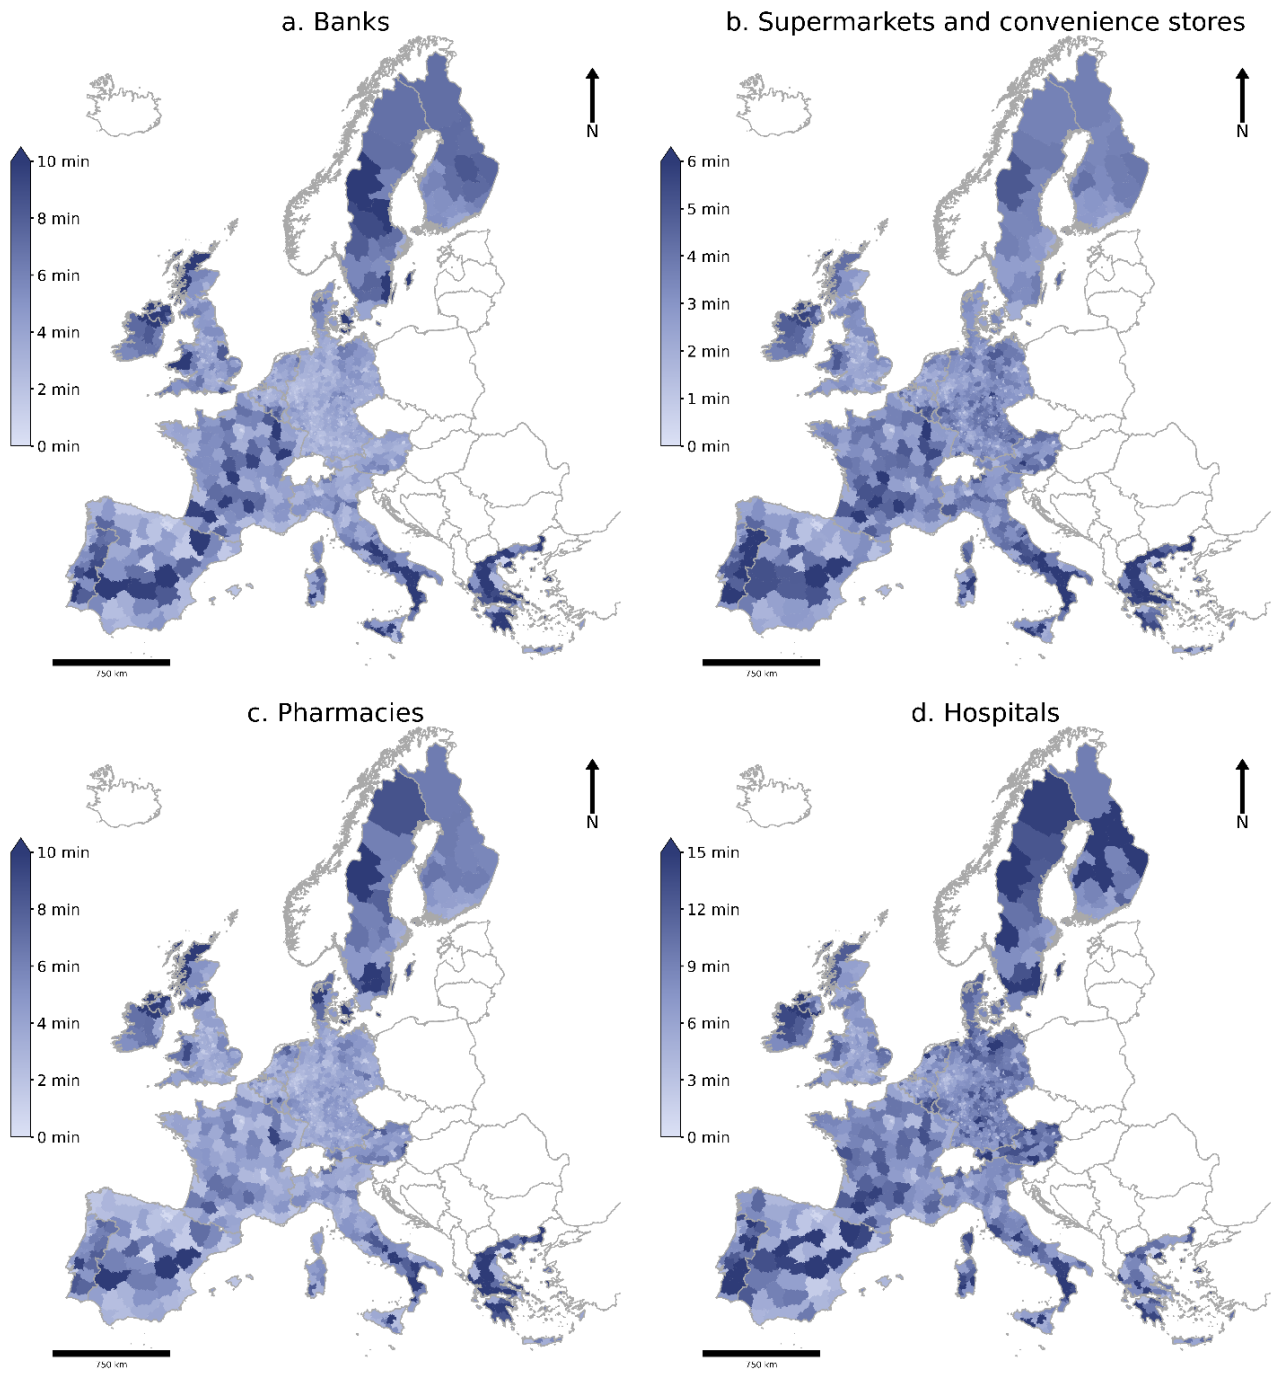 a. Banks
b. Supermarkets and convenience stores
N
N
10 min
8 min
6 min
4 min
2 min
0 min
6 min
5 min
4 min
3 min
2 min
1 min
0 min
750 km
750 km
c. Pharmacies
d. Hospitals
N
N
10 min
8 min
6 min
4 min
2 min
0 min
15 min
12 min
9 min
6 min
3 min
0 min
750 km
750 km